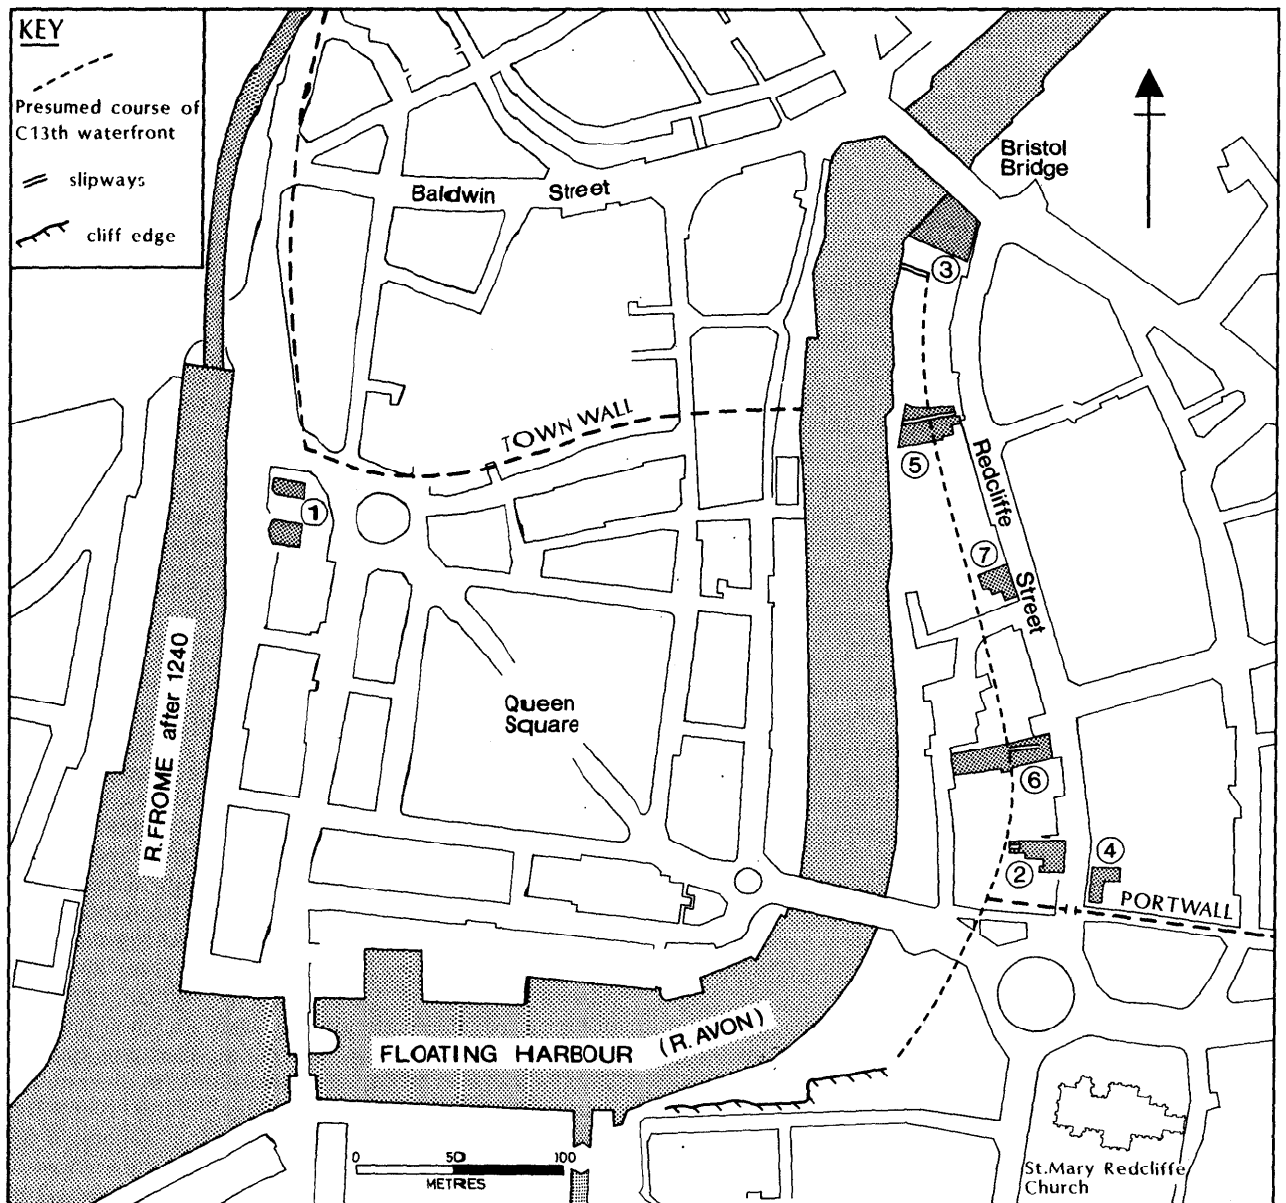 KEY
Presumed course of
C13th waterfront
slipways
cliff edge
Bristol
Bridge
Baldwin Street
3
TOWN WALL
5
Redcliffe
Street
1
7
R.FROME after 1240
Queen
Square
6
4
2
PORTWALL
FLOATING HARBOUR (R.AVON)
0 50 100
METRES
St.Mary Redcliffe
Church